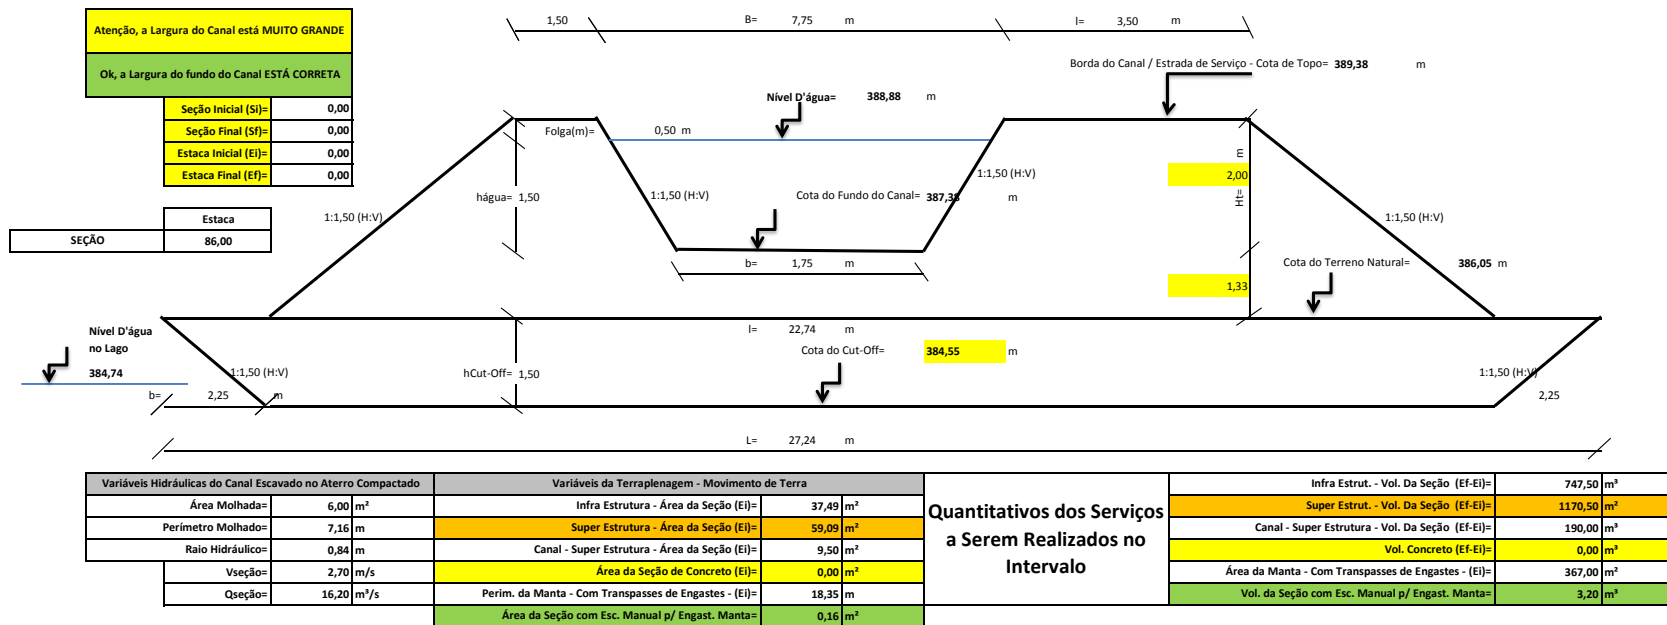 1,50
B= 7,75 m
l= 3,50 m
Atenção, a Largura do Canal está MUITO GRANDE
Ok, a Largura do fundo do Canal ESTÁ CORRETA
Borda do Canal / Estrada de Serviço - Cota de Topo= 389,38 m
Seção Inicial (Si)= 0,00
Seção Final (Sf)= 0,00
Estaca Inicial (Ei)= 0,00
Estaca Final (Ef)= 0,00
Nível D'água= 388,88 m
Folga(m)= 0,50 m
m
2,00
Ht=
1:1,50 (H:V)
hágua= 1,50
1:1,50 (H:V)
Cota do Fundo do Canal= 387,38 m
1:1,50 (H:V)
1:1,50 (H:V)
Estaca
SEÇÃO 86,00
b= 1,75 m
Cota do Terreno Natural= 386,05 m
1,33
Nível D'água
no Lago
384,74
l= 22,74 m
Cota do Cut-Off= 384,55 m
1:1,50 (H:V)
hCut-Off= 1,50
1:1,50 (H:V)
b= 2,25 m
2,25
L= 27,24 m
Variáveis Hidráulicas do Canal Escavado no Aterro Compactado
Área Molhada= 6,00 m²
Perímetro Molhado= 7,16 m
Raio Hidráulico= 0,84 m
Vseção= 2,70 m/s
Qseção= 16,20 m³/s
Variáveis da Terraplenagem - Movimento de Terra
Infra Estrutura - Área da Seção (Ei)= 37,49 m²
Super Estrutura - Área da Seção (Ei)= 59,09 m²
Canal - Super Estrutura - Área da Seção (Ei)= 9,50 m²
Área da Seção de Concreto (Ei)= 0,00 m²
Perim. da Manta - Com Transpasses de Engastes - (Ei)= 18,35 m
Área da Seção com Esc. Manual p/ Engast. Manta= 0,16 m²
Quantitativos dos Serviços
a Serem Realizados no
Intervalo
Infra Estrut. - Vol. Da Seção (Ef-Ei)= 747,50 m³
Super Estrut. - Vol. Da Seção (Ef-Ei)= 1170,50 m²
Canal - Super Estrutura - Vol. Da Seção (Ef-Ei)= 190,00 m³
Vol. Concreto (Ef-Ei)= 0,00 m³
Área da Manta - Com Transpasses de Engastes - (Ei)= 367,00 m²
Vol. da Seção com Esc. Manual p/ Engast. Manta= 3,20 m³